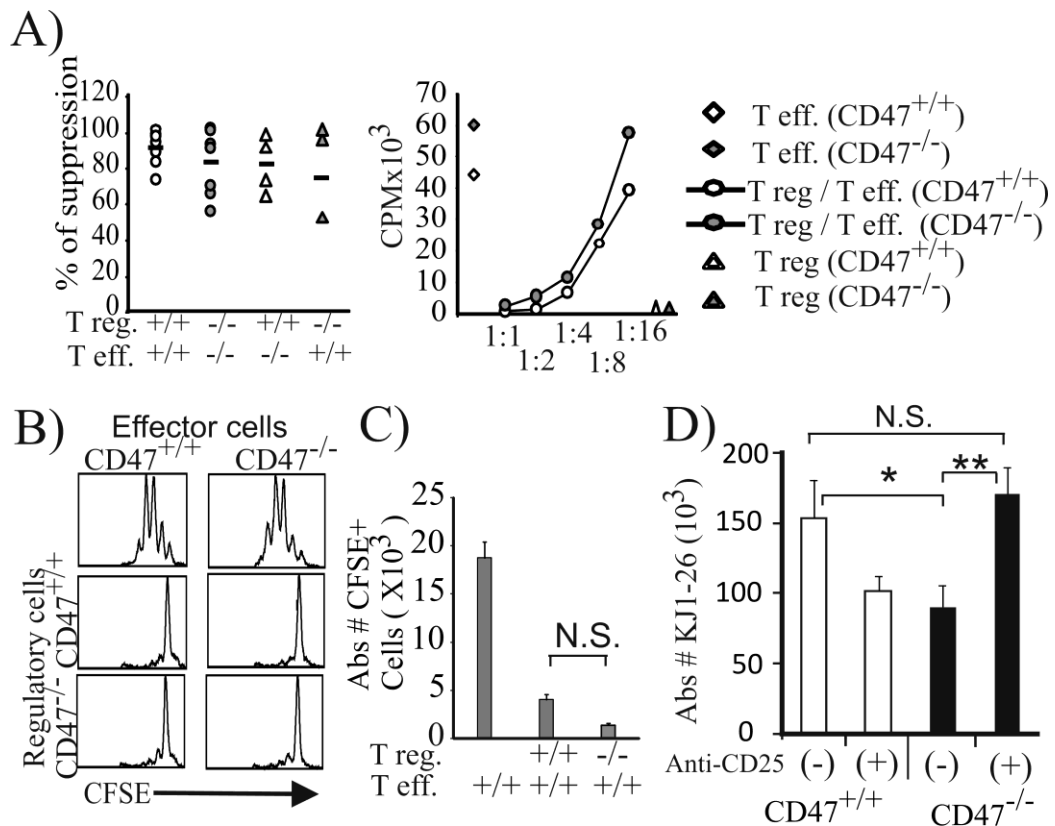 A)
% of suppression
120
100
80
60
40
20
0
T reg. +/+ -/- +/+ -/-
T eff. +/+ -/- -/- +/+
CPMx10³
70
60
50
40
30
20
10
0
1:1 1:2 1:4 1:8 1:16
T eff. (CD47+/+)
T eff. (CD47-/-)
T reg / T eff. (CD47+/+)
T reg / T eff. (CD47-/-)
T reg (CD47+/+)
T reg (CD47-/-)
B)
Effector cells
CD47+/+ CD47-/-
Regulatory cells
CD47-/- CD47+/+
CFSE
C)
Abs # CFSE+
Cells ( X10³)
25
20
15
10
5
0
N.S.
T reg. +/+ -/-
T eff. +/+ +/+ +/+
D)
Abs # KJ1-26 (10³)
200
150
100
50
0
N.S.
* **
Anti-CD25 (-) (+) (-) (+)
CD47+/+ CD47-/-